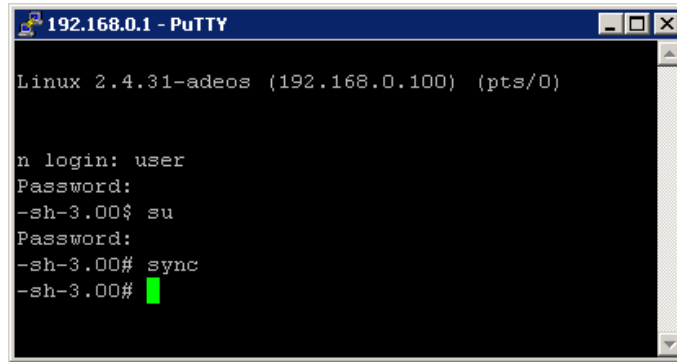 192.168.0.1 - PuTTY
Linux 2.4.31-adeos (192.168.0.100) (pts/0)
n login: user
Password:
-sh-3.00$ su
Password:
-sh-3.00# sync
-sh-3.00#